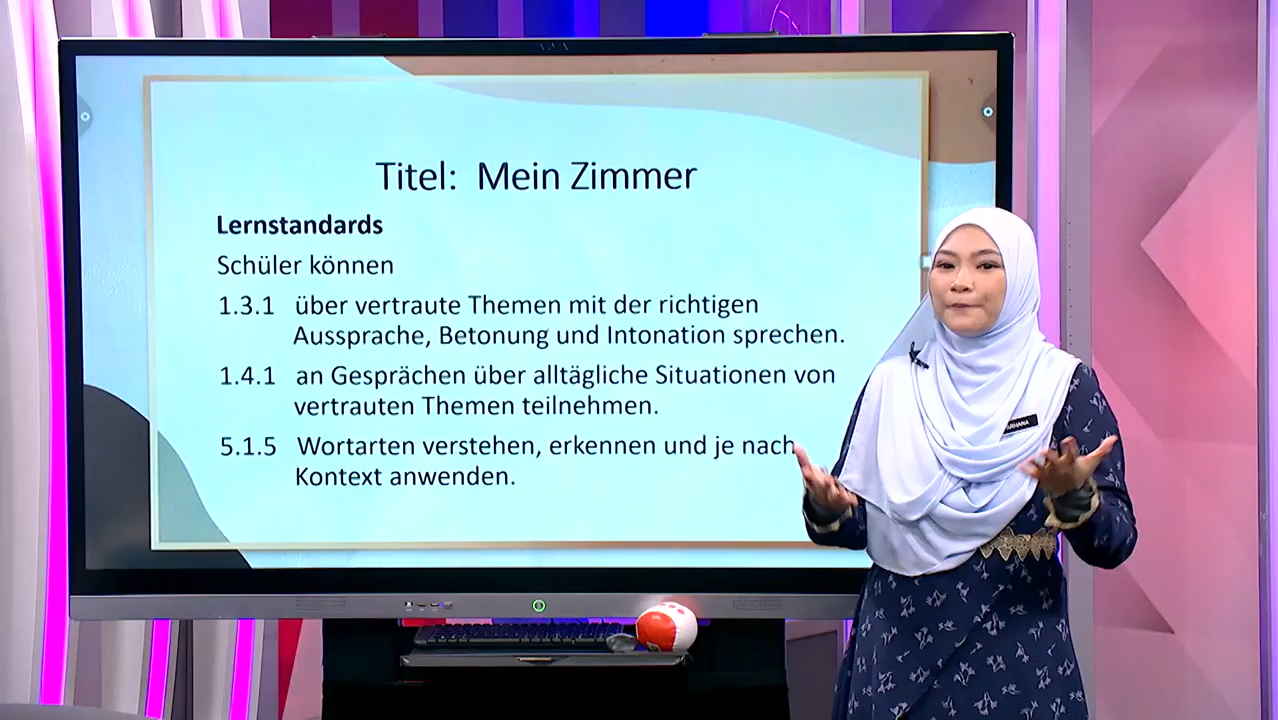 Titel: Mein Zimmer
Lernstandards
Schüler können
1.3.1 über vertraute Themen mit der richtigen
Aussprache, Betonung und Intonation sprechen.
1.4.1 an Gesprächen über alltägliche Situationen von
vertrauten Themen teilnehmen.
5.1.5 Wortarten verstehen, erkennen und je nach
Kontext anwenden.